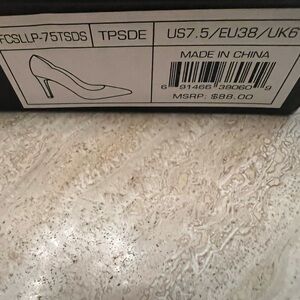 FCSLLP-75TSDS TPSDE US7.5/EU38/UK6
MADE IN CHINA
6 91466 38060 9
MSRP: $88.00